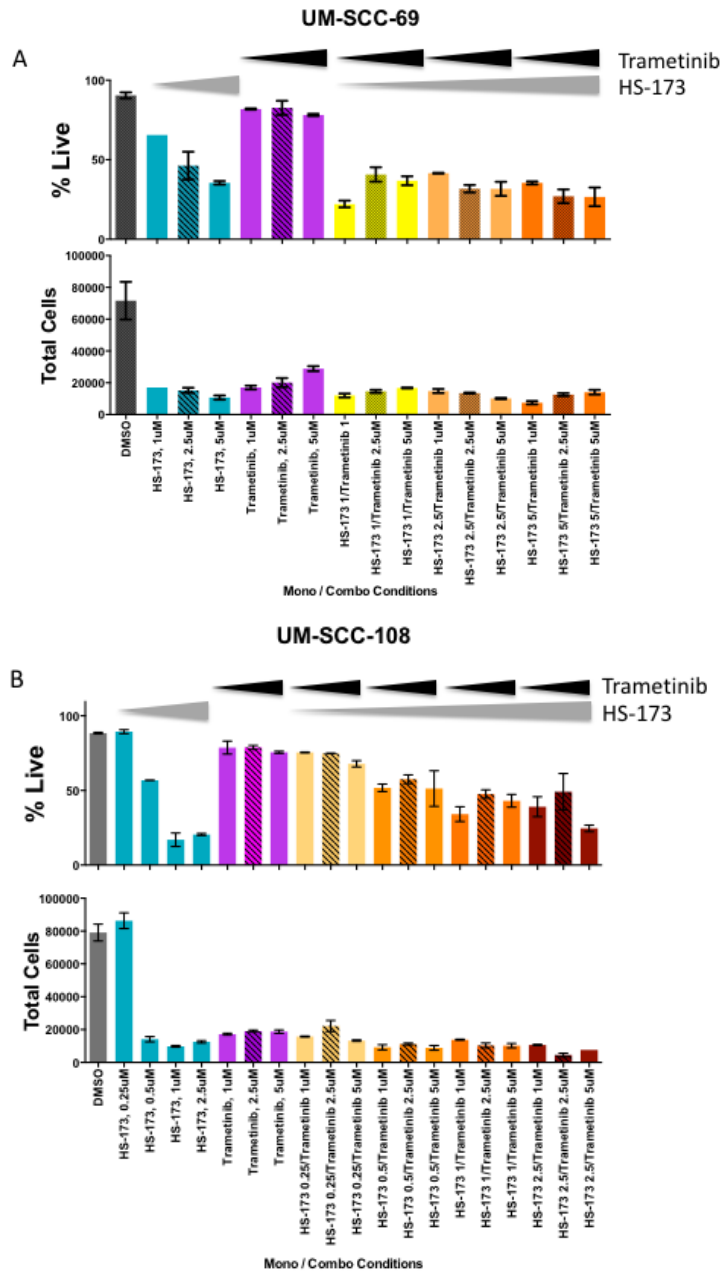 UM-SCC-69
A
Trametinib
HS-173
% Live
100
50
0
Total Cells
100000
80000
60000
40000
20000
0
DMSO
HS-173, 1uM
HS-173, 2.5uM
HS-173, 5uM
Trametinib, 1uM
Trametinib, 2.5uM
Trametinib, 5uM
HS-173 1/Trametinib 1
HS-173 1/Trametinib 2.5uM
HS-173 1/Trametinib 5uM
HS-173 2.5/Trametinib 1uM
HS-173 2.5/Trametinib 2.5uM
HS-173 2.5/Trametinib 5uM
HS-173 5/Trametinib 1uM
HS-173 5/Trametinib 2.5uM
HS-173 5/Trametinib 5uM
Mono / Combo Conditions
UM-SCC-108
B
Trametinib
HS-173
% Live
100
50
0
Total Cells
100000
80000
60000
40000
20000
0
DMSO
HS-173, 0.25uM
HS-173, 0.5uM
HS-173, 1uM
HS-173, 2.5uM
Trametinib, 1uM
Trametinib, 2.5uM
Trametinib, 5uM
HS-173 0.25/Trametinib 1uM
HS-173 0.25/Trametinib 2.5uM
HS-173 0.25/Trametinib 5uM
HS-173 0.5/Trametinib 1uM
HS-173 0.5/Trametinib 2.5uM
HS-173 0.5/Trametinib 5uM
HS-173 1/Trametinib 1uM
HS-173 1/Trametinib 2.5uM
HS-173 1/Trametinib 5uM
HS-173 2.5/Trametinib 1uM
HS-173 2.5/Trametinib 2.5uM
HS-173 2.5/Trametinib 5uM
Mono / Combo Conditions